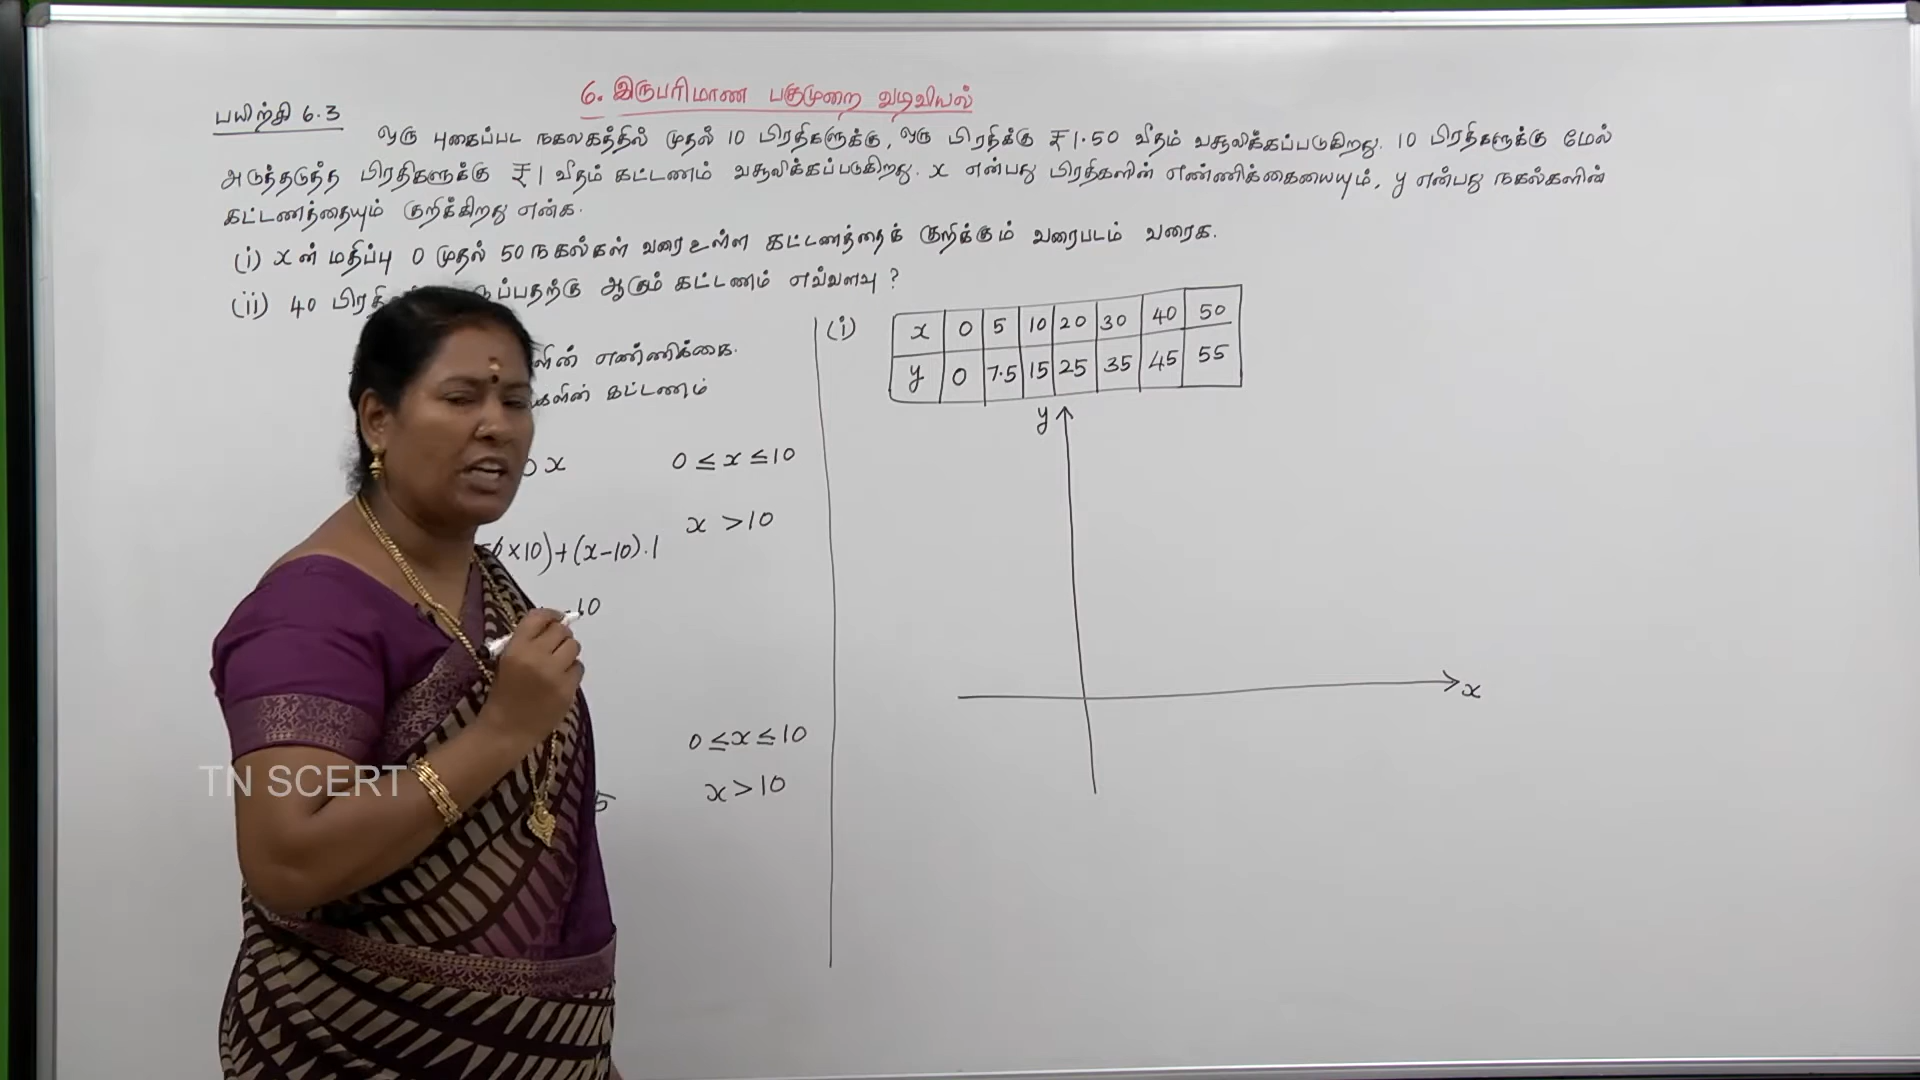 6. இருபரிமாண பகுமுறை வடிவியல்
பயிற்சி 6.3
ஒரு புகைப்பட நகலகத்தில் முதல் 10 பிரதிகளுக்கு, ஒரு பிரதிக்கு ₹1.50 வீதம் வசூலிக்கப்படுகிறது. 10 பிரதிகளுக்கு மேல்
அடுத்தடுத்த பிரதிகளுக்கு ₹1 வீதம் கட்டணம் வசூலிக்கப்படுகிறது. x என்பது பிரதிகளின் எண்ணிக்கையையும், y என்பது நகல்களின்
கட்டணத்தையும் குறிக்கிறது என்க.
(i) x ன் மதிப்பு 0 முதல் 50 நகல்கள் வரை உள்ள கட்டணத்தைக் குறிக்கும் வரைபடம் வரைக.
(ii) 40 ஆகும் கட்டணம் எவ்வளவு ?
எண்ணிக்கை.
கட்டணம்
x 0 ≤ x ≤ 10
x > 10
×10)+(x-10).1
-10
0 ≤ x ≤ 10
5 x > 10
(i)
x 0 5 10 20 30 40 50
y 0 7.5 15 25 35 45 55
y
x
TN SCERT